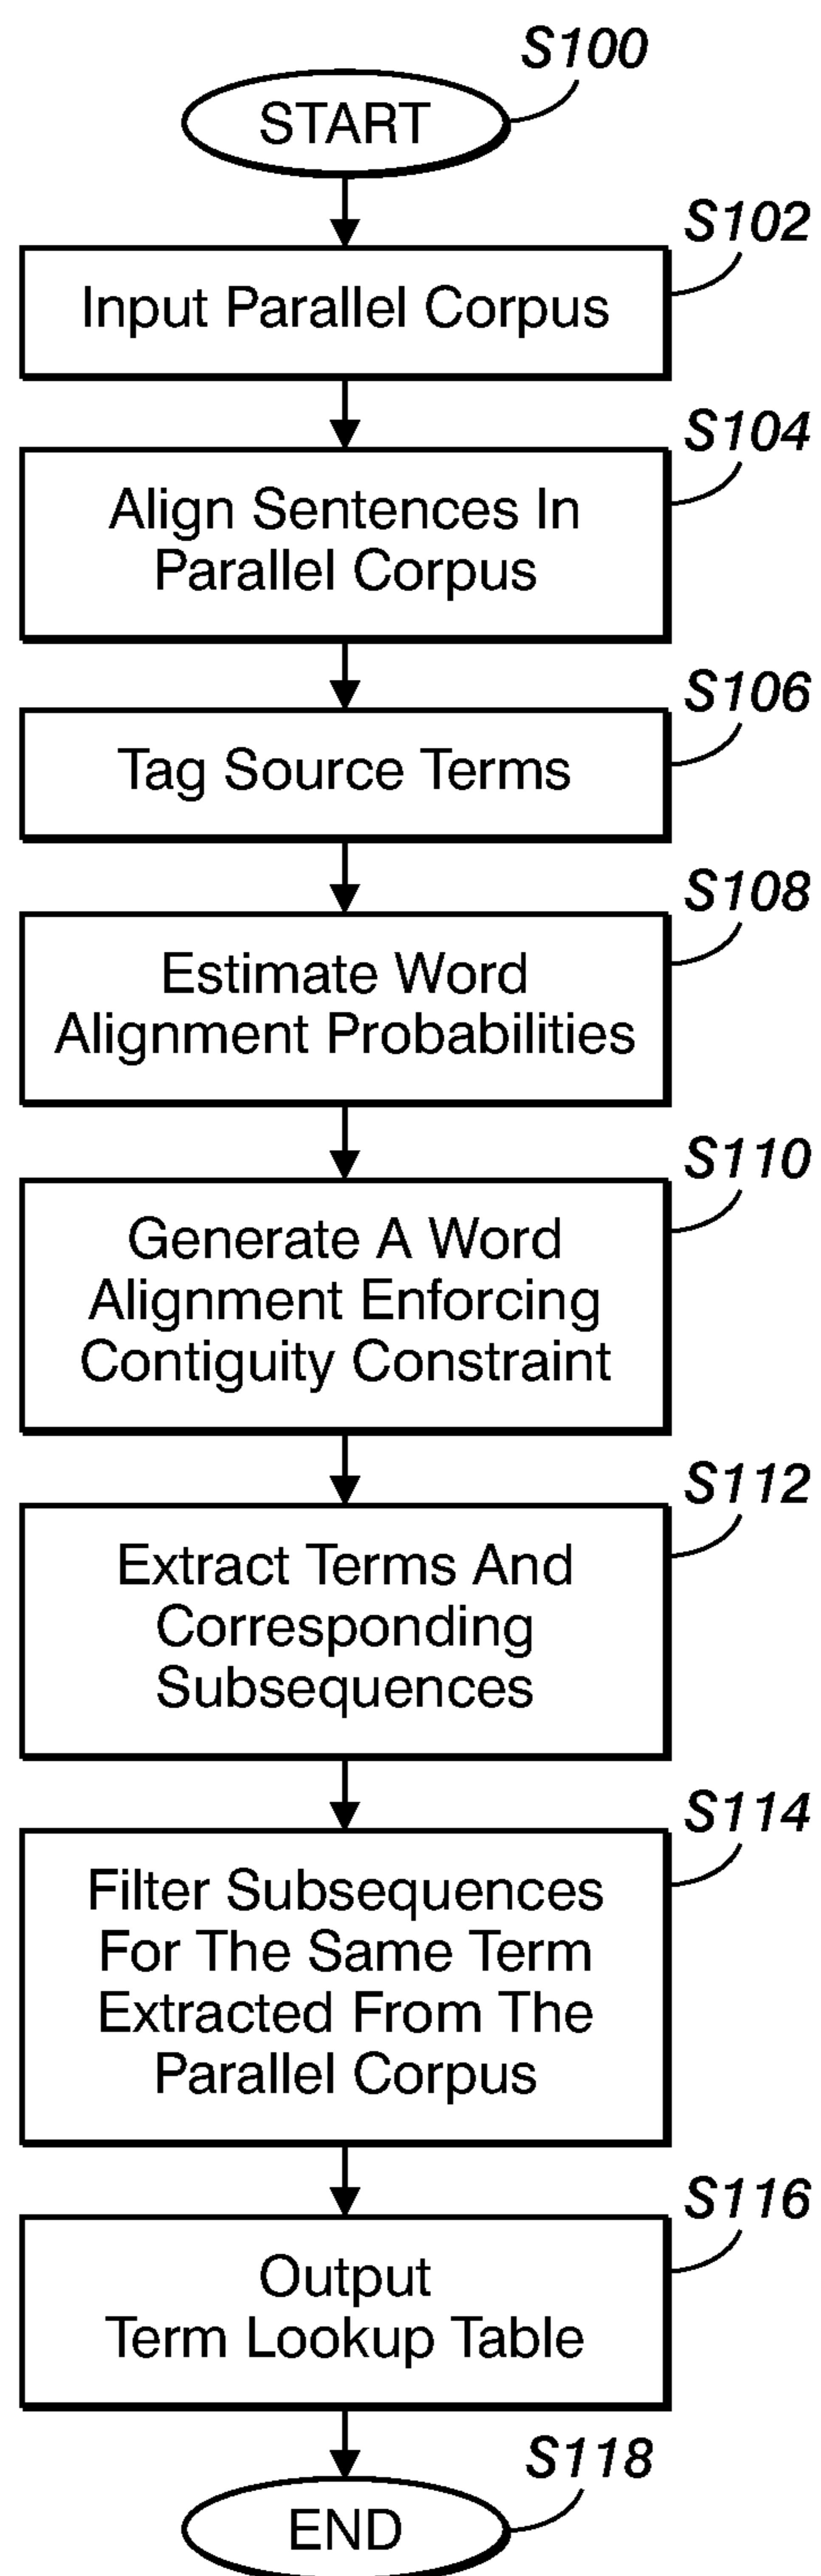 S100
START
S102
Input Parallel Corpus
S104
Align Sentences In
Parallel Corpus
S106
Tag Source Terms
S108
Estimate Word
Alignment Probabilities
S110
Generate A Word
Alignment Enforcing
Contiguity Constraint
S112
Extract Terms And
Corresponding
Subsequences
S114
Filter Subsequences
For The Same Term
Extracted From The
Parallel Corpus
S116
Output
Term Lookup Table
S118
END